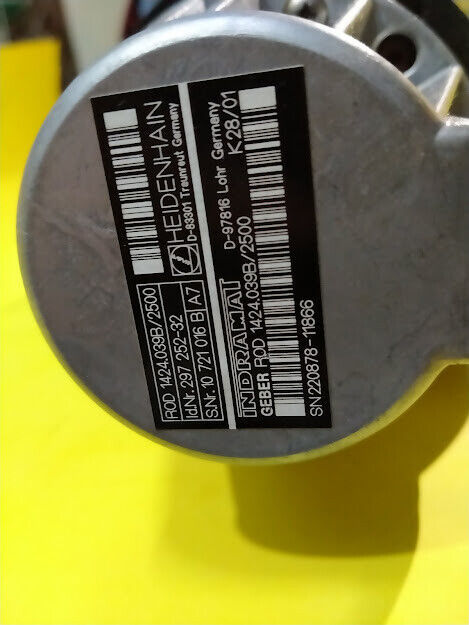 ROD 1424.039B/2500
Id.Nr. 297 252-32
S.Nr. 10 721 016 B A7
HEIDENHAIN
D-83301 Traunreut Germany
INDRAMAT D-97816 Lohr Germany
GEBER ROD 1424.039B/2500 K28/01
SN220878-11866